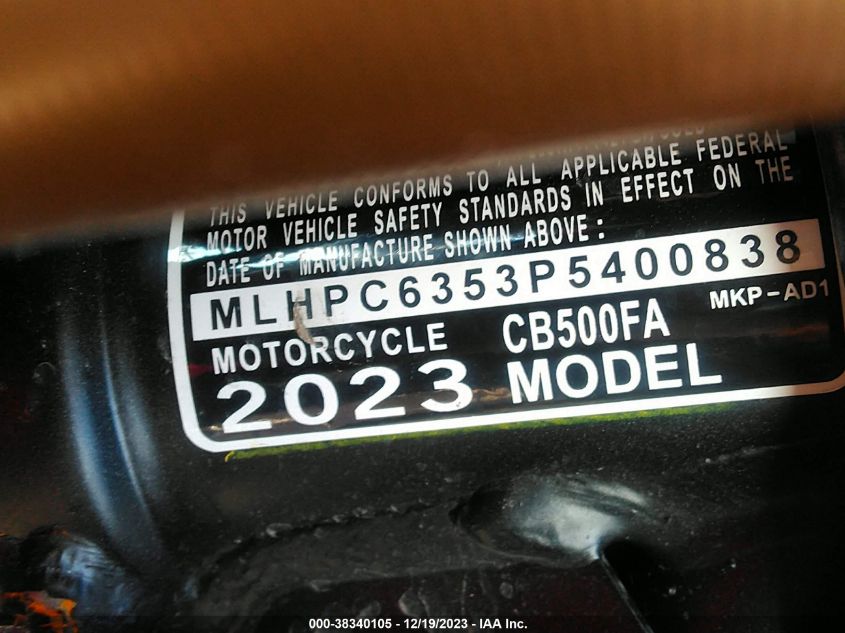 THIS VEHICLE CONFORMS TO ALL APPLICABLE FEDERAL
MOTOR VEHICLE SAFETY STANDARDS IN EFFECT ON THE
DATE OF MANUFACTURE SHOWN ABOVE:
MLHPC6353P5400838
MOTORCYCLE CB500FA MKP-AD1
2023 MODEL
000-38340105 - 12/19/2023 - IAA Inc.